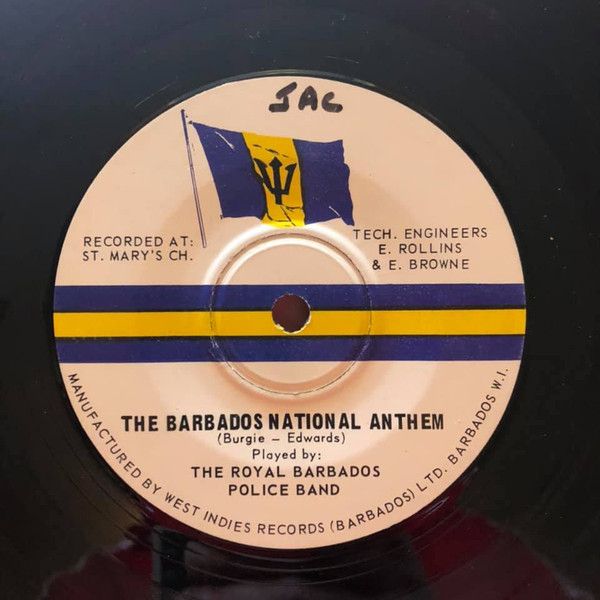 JAC
RECORDED AT:
ST. MARY'S CH.
TECH. ENGINEERS
E. ROLLINS
& E. BROWNE
THE BARBADOS NATIONAL ANTHEM
(Burgie – Edwards)
Played by:
THE ROYAL BARBADOS
POLICE BAND
MANUFACTURED BY WEST INDIES RECORDS (BARBADOS) LTD. BARBADOS W.I.